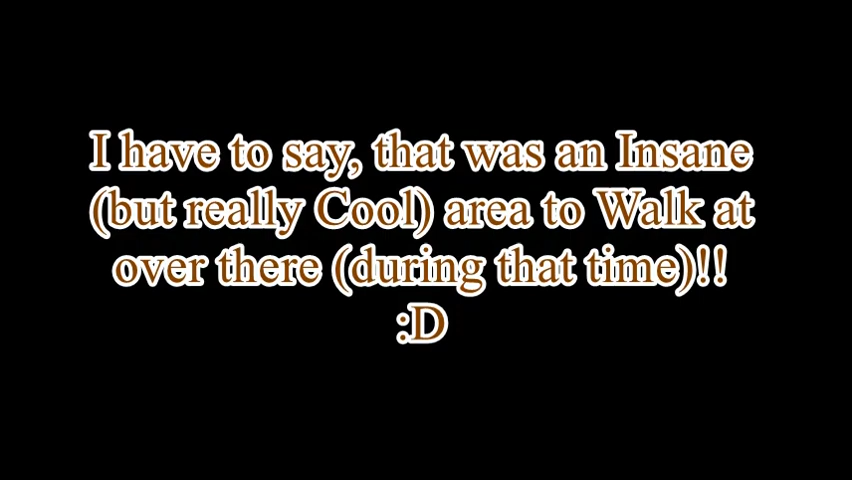 I have to say, that was an Insane
(but really Cool) area to Walk at
over there (during that time)!!
:D